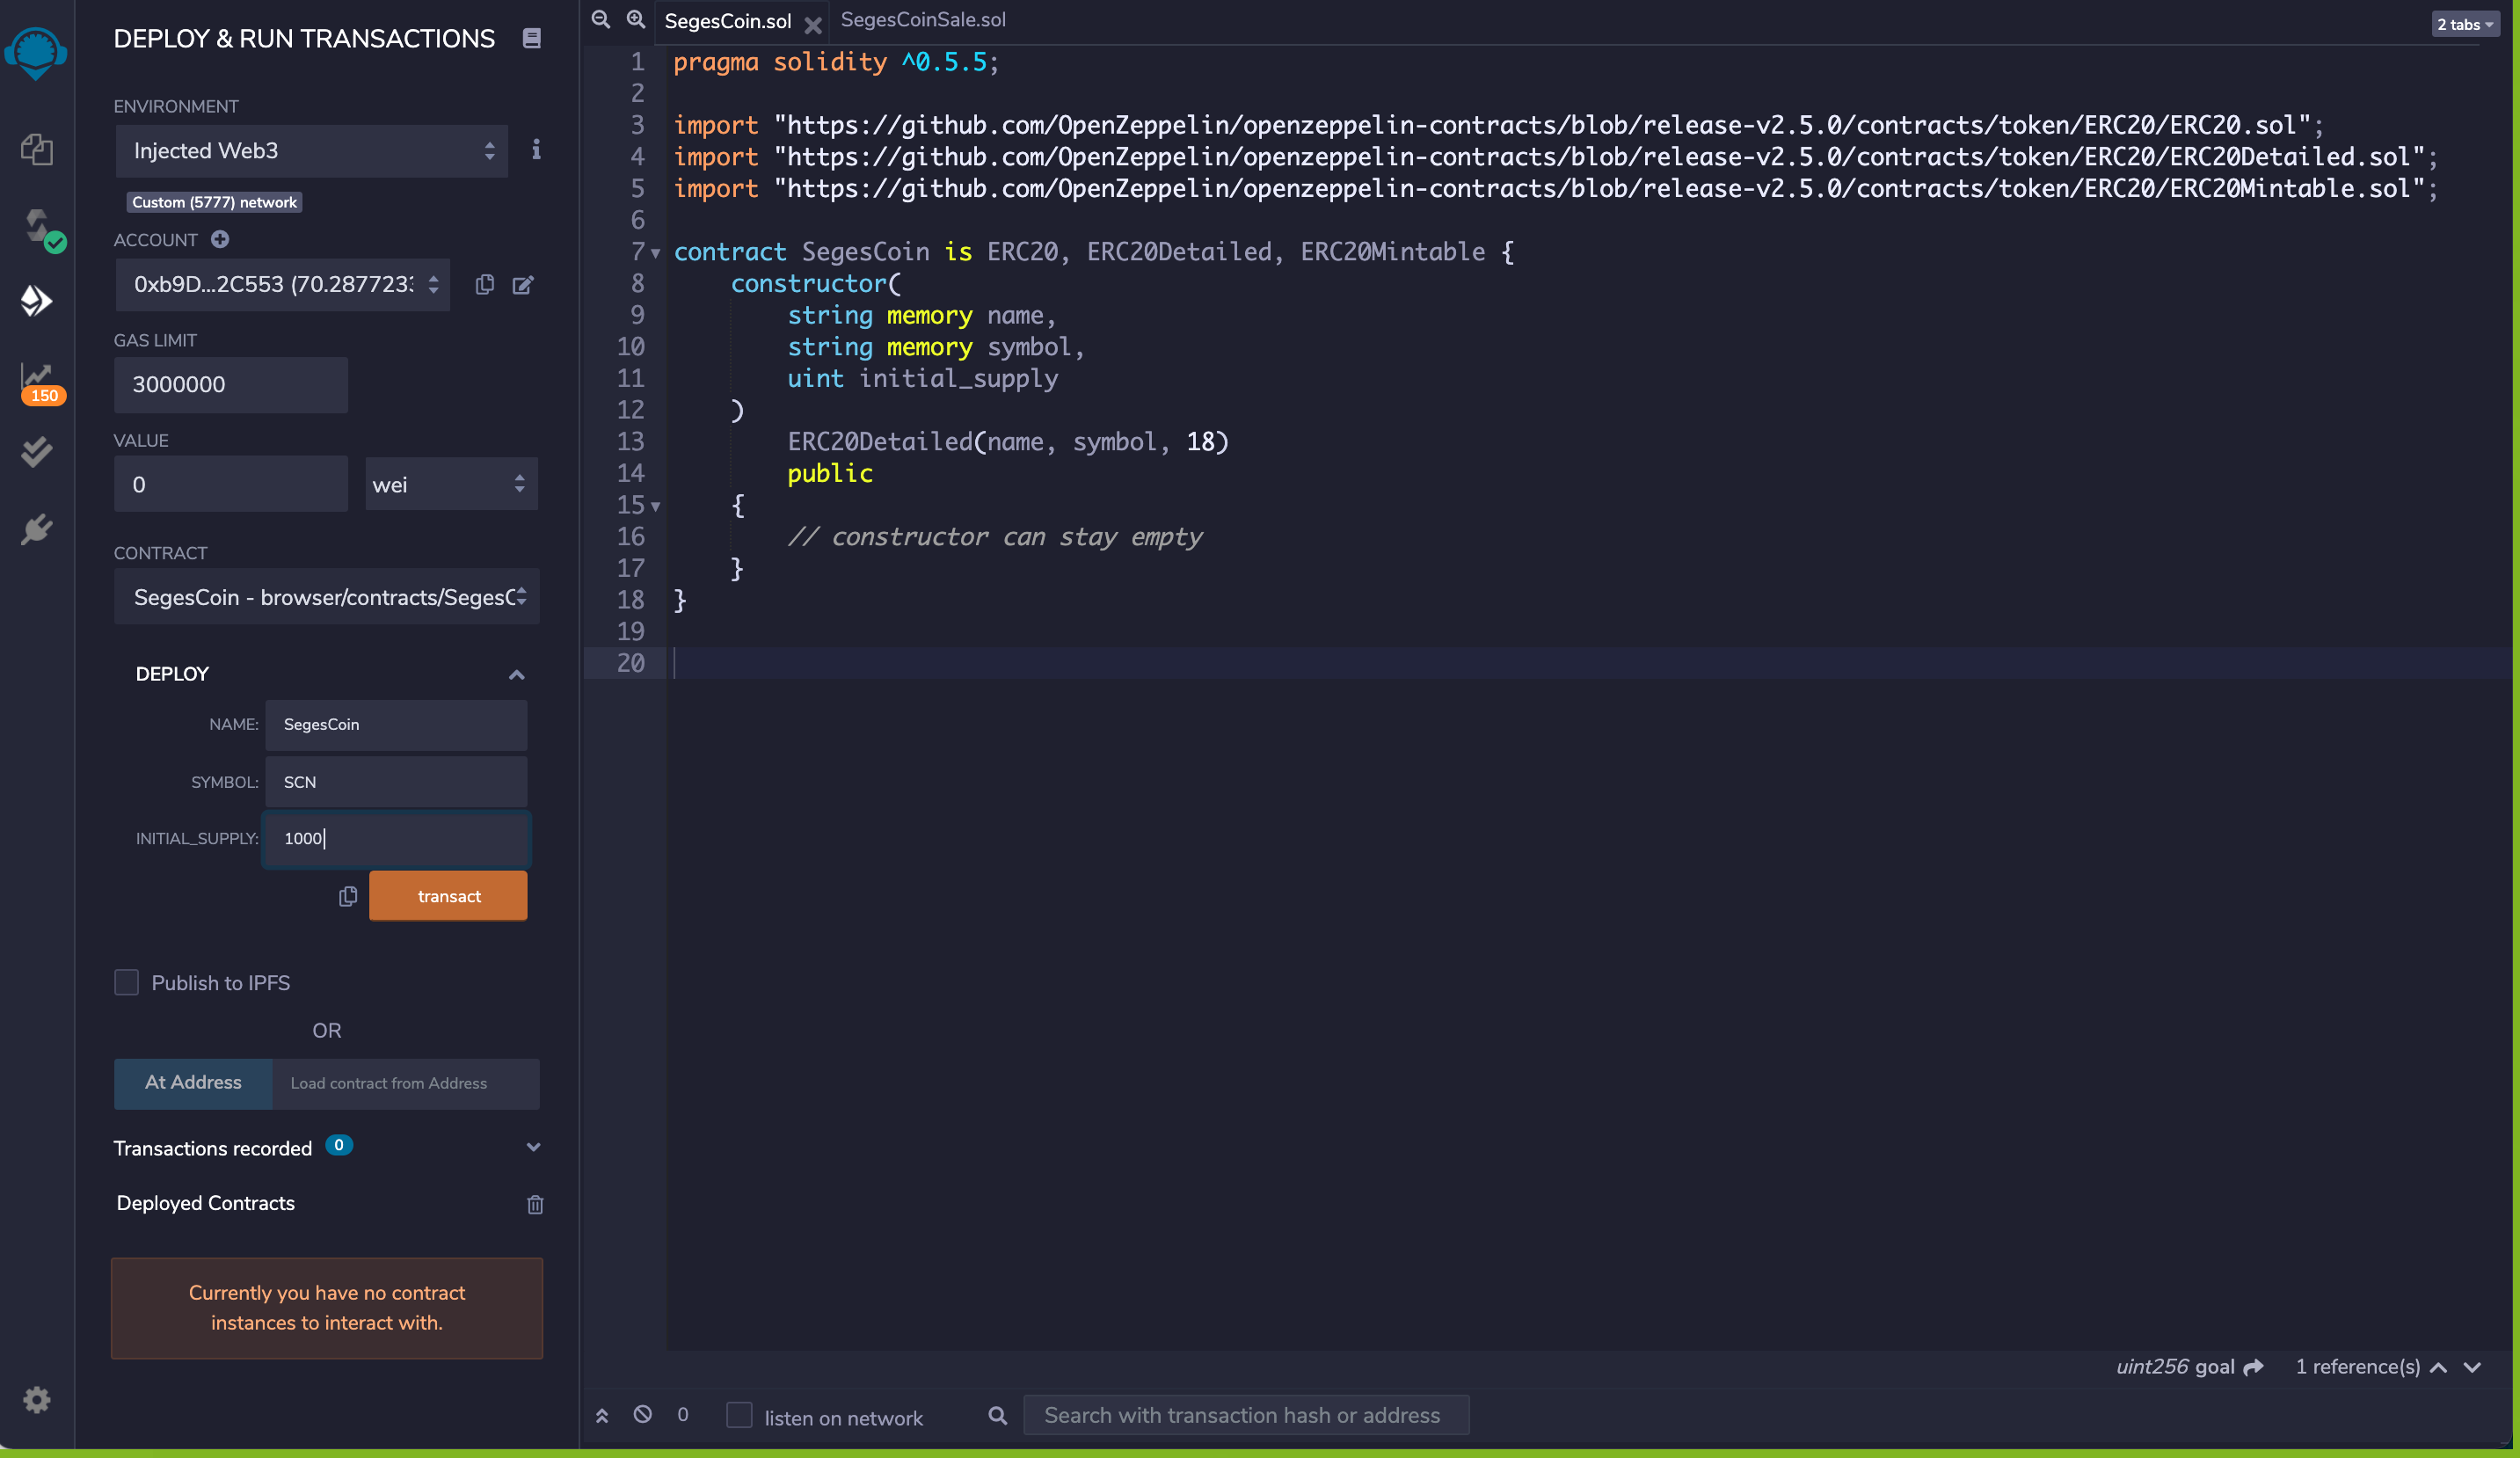 DEPLOY & RUN TRANSACTIONS
ENVIRONMENT
Injected Web3
Custom (5777) network
ACCOUNT
0xb9D...2C553 (70.2877233
GAS LIMIT
3000000
150
VALUE
0
wei
CONTRACT
SegesCoin - browser/contracts/SegesC
DEPLOY
NAME:
SegesCoin
SYMBOL:
SCN
INITIAL_SUPPLY:
1000
transact
Publish to IPFS
OR
At Address
Load contract from Address
Transactions recorded 0
Deployed Contracts
Currently you have no contract
instances to interact with.
SegesCoin.sol
SegesCoinSale.sol
2 tabs
1 pragma solidity ^0.5.5;
2
3 import "https://github.com/OpenZeppelin/openzeppelin-contracts/blob/release-v2.5.0/contracts/token/ERC20/ERC20.sol";
4 import "https://github.com/OpenZeppelin/openzeppelin-contracts/blob/release-v2.5.0/contracts/token/ERC20/ERC20Detailed.sol";
5 import "https://github.com/OpenZeppelin/openzeppelin-contracts/blob/release-v2.5.0/contracts/token/ERC20/ERC20Mintable.sol";
6
7 contract SegesCoin is ERC20, ERC20Detailed, ERC20Mintable {
8 constructor(
9 string memory name,
10 string memory symbol,
11 uint initial_supply
12 )
13 ERC20Detailed(name, symbol, 18)
14 public
15 {
16 // constructor can stay empty
17 }
18 }
19
20
uint256 goal
1 reference(s)
0
listen on network
Search with transaction hash or address